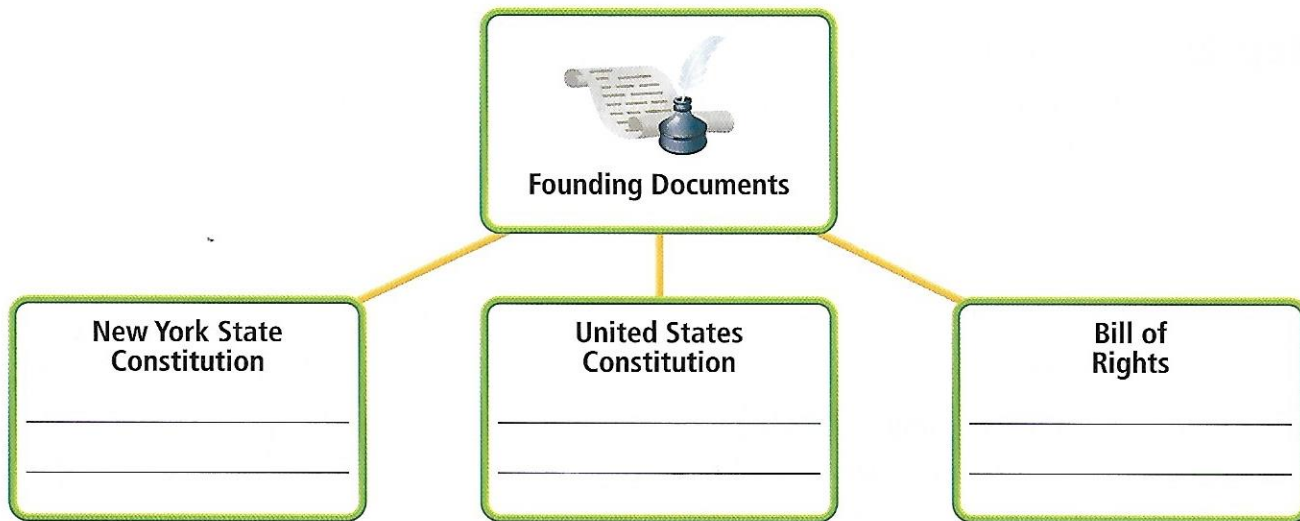 Founding Documents
New York State
Constitution
United States
Constitution
Bill of
Rights